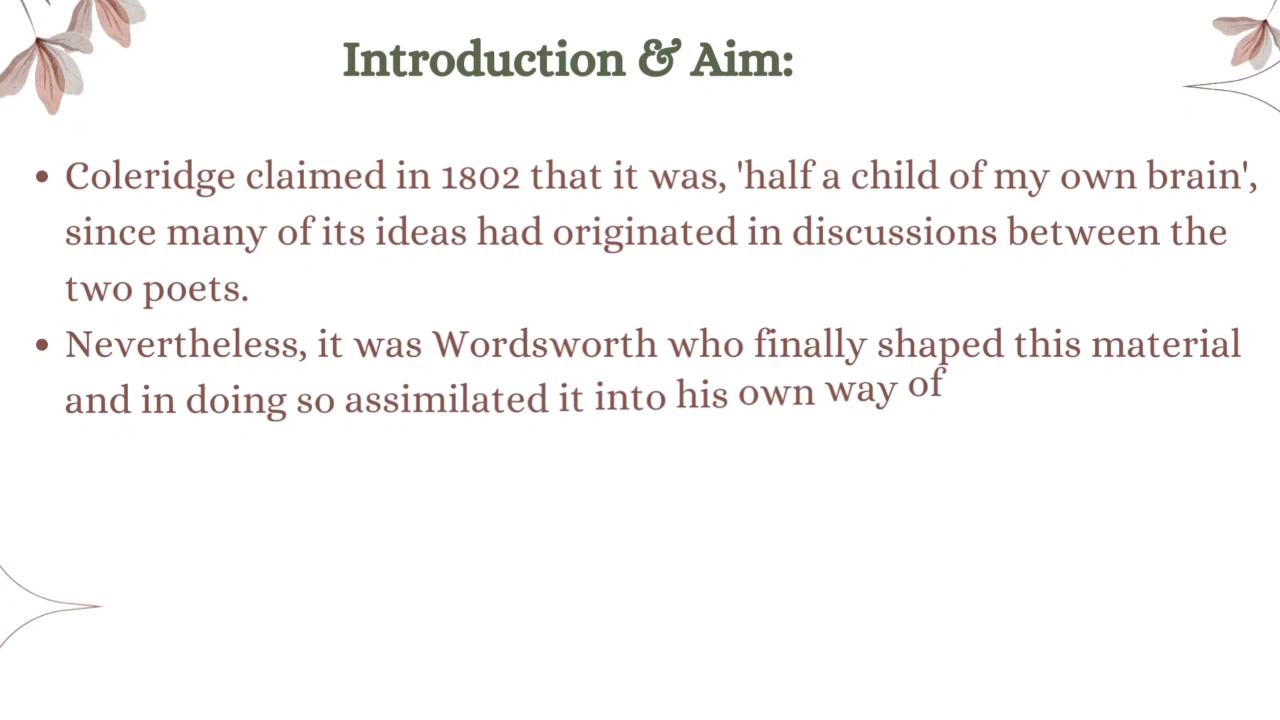 Introduction & Aim:
• Coleridge claimed in 1802 that it was, 'half a child of my own brain',
since many of its ideas had originated in discussions between the
two poets.
• Nevertheless, it was Wordsworth who finally shaped this material
and in doing so assimilated it into his own way of